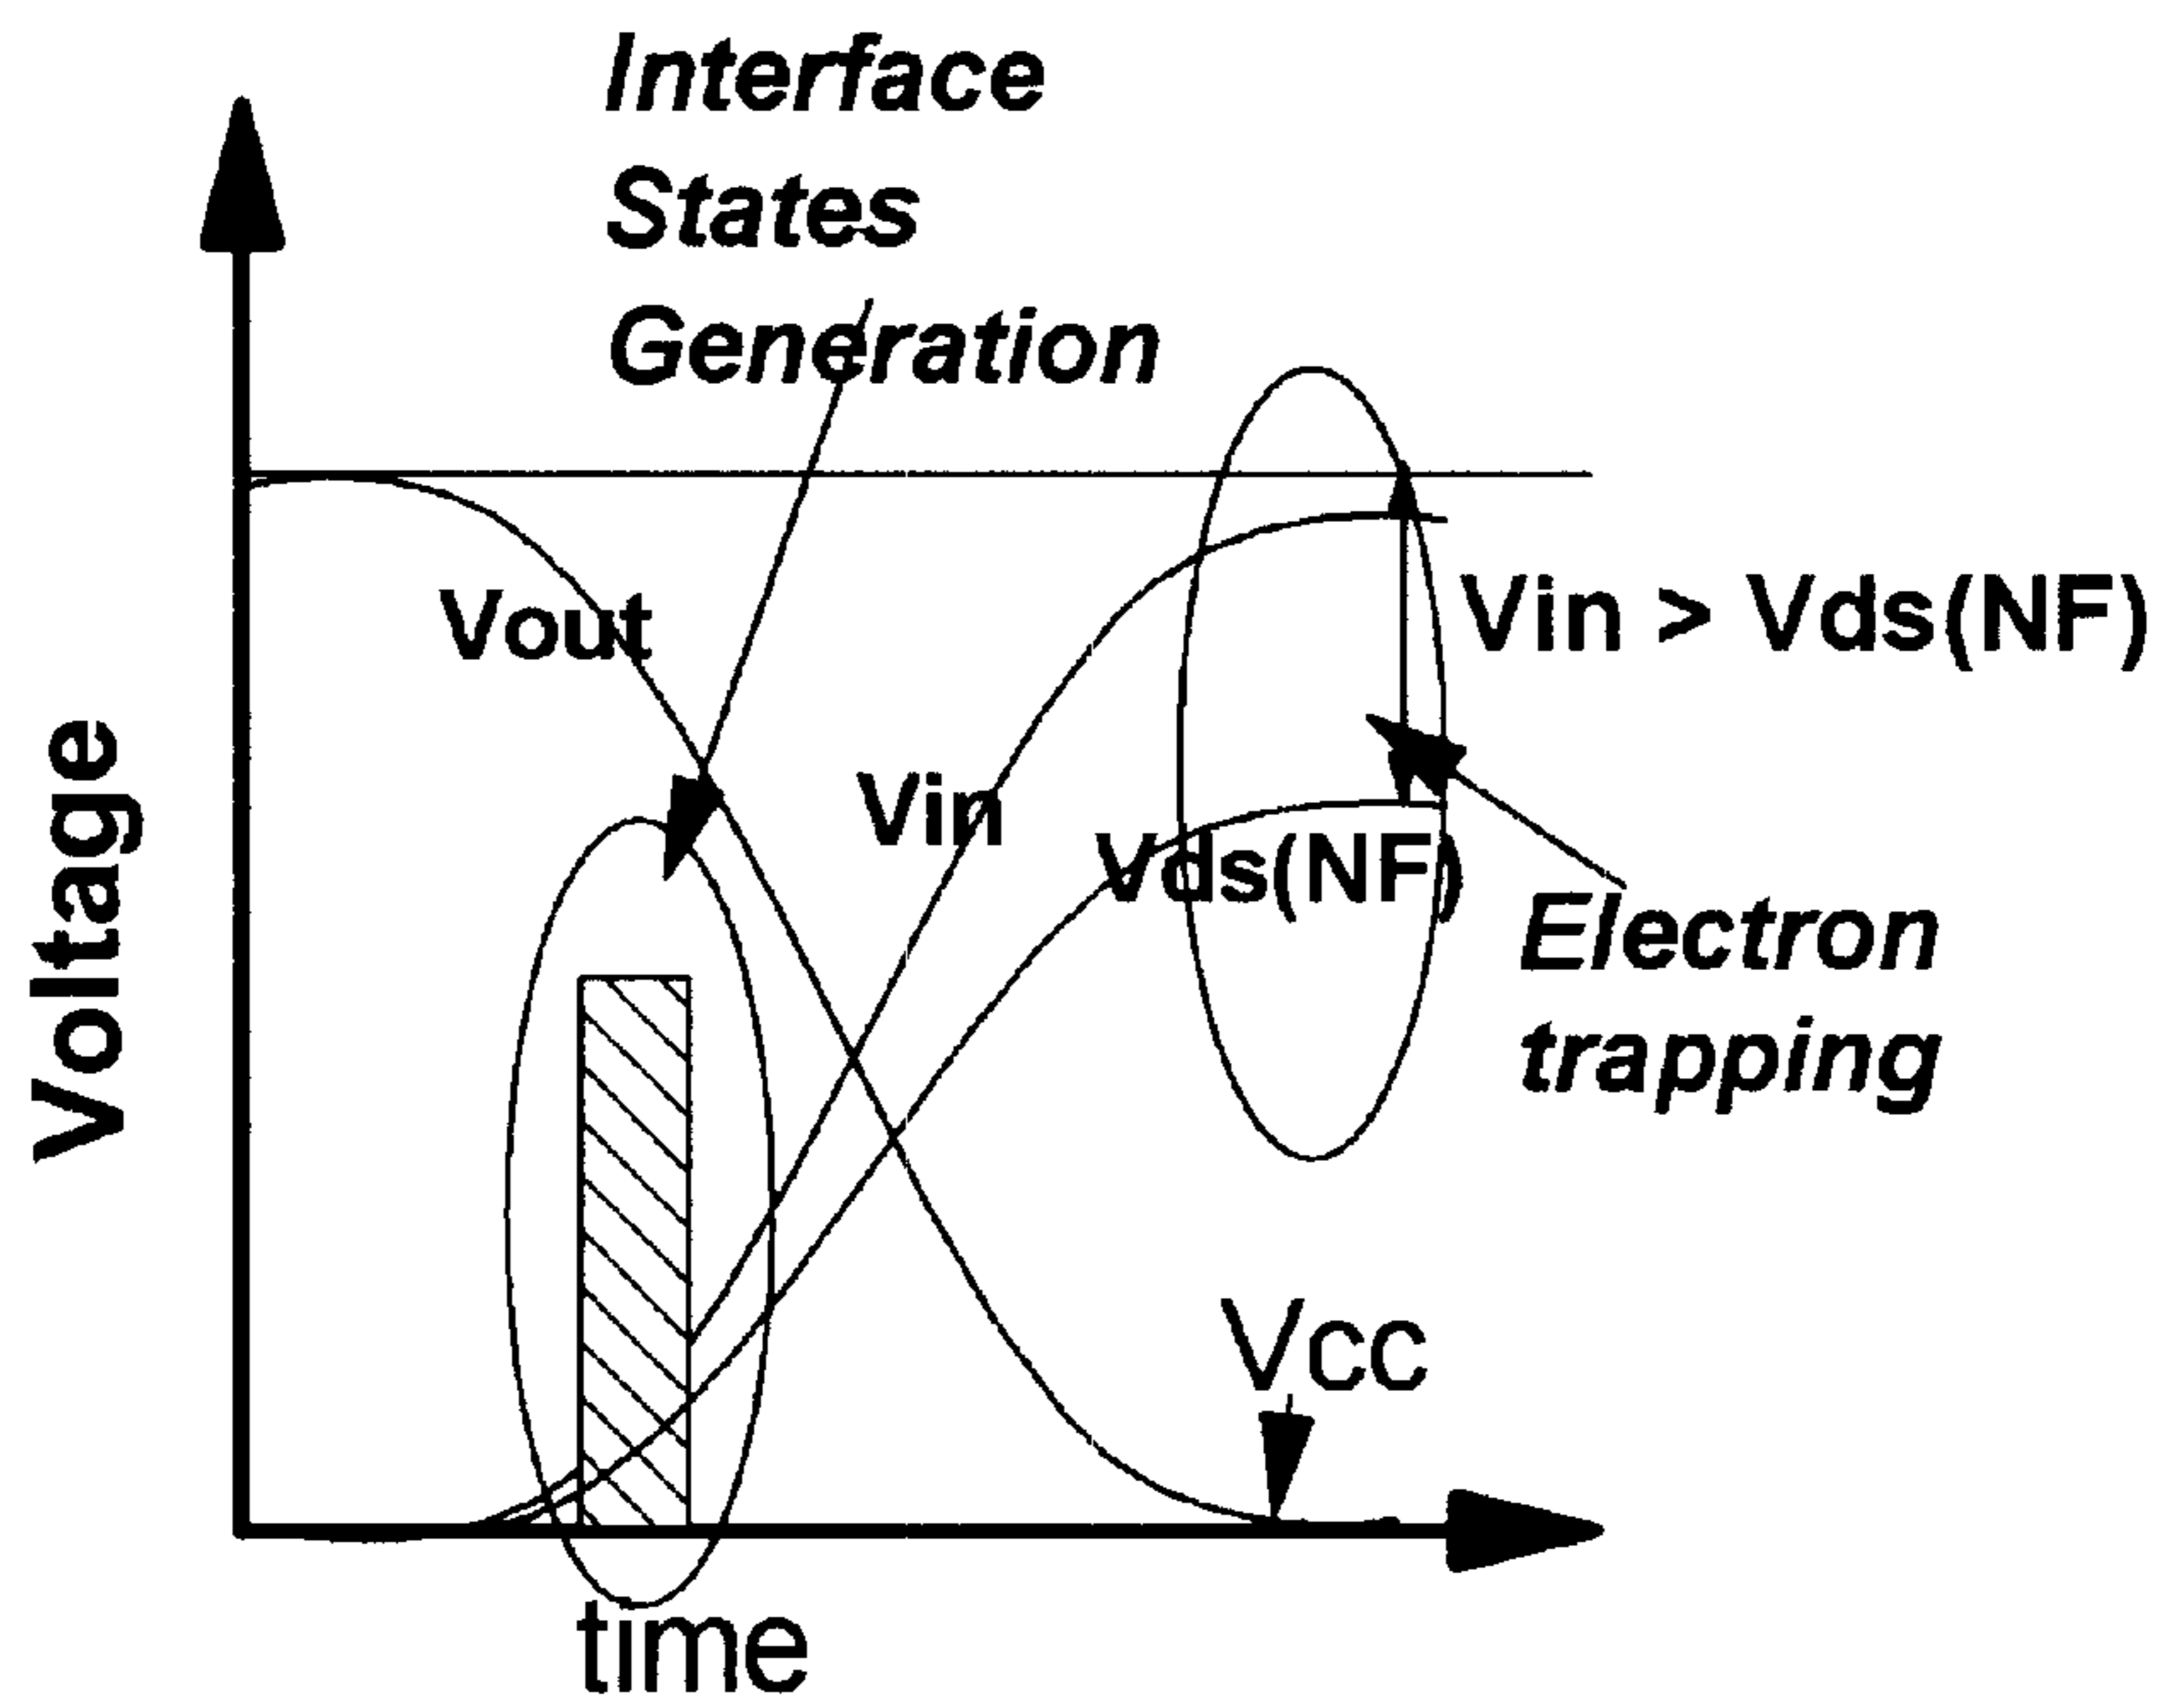 Interface
States
Generation
Vout
Vin > Vds(NF)
Vin
Vds(NF)
Electron
trapping
Voltage
Vcc
time